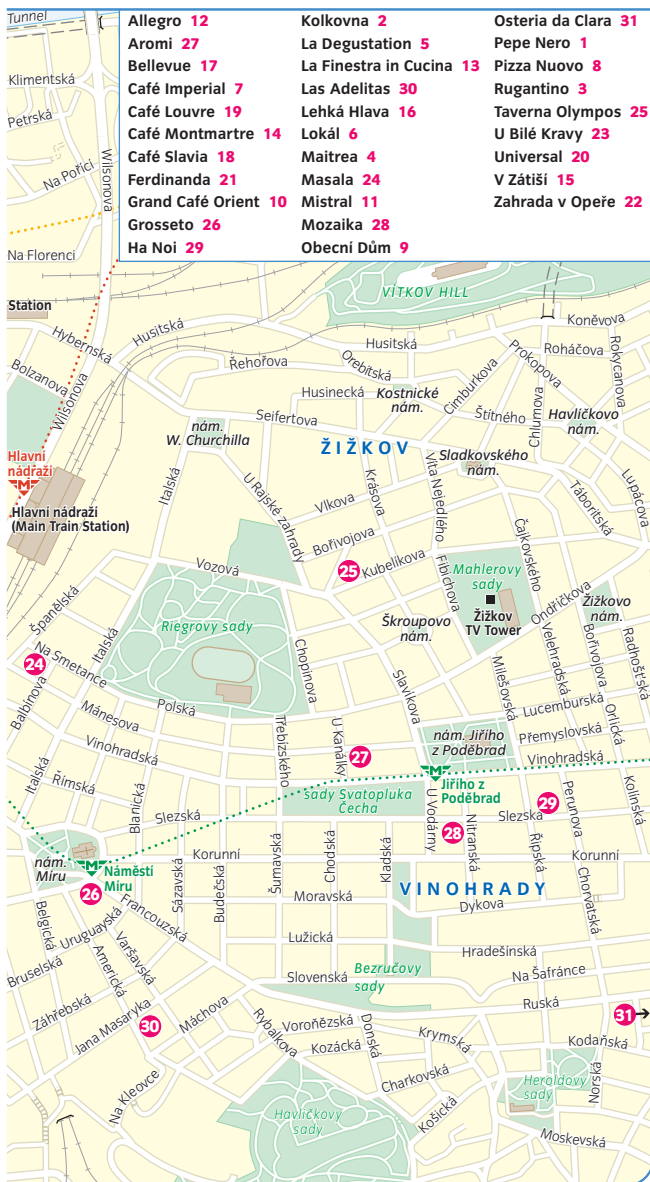 Tunnel
Allegro 12
Aromi 27
Bellevue 17
Café Imperial 7
Café Louvre 19
Café Montmartre 14
Café Slavia 18
Ferdinanda 21
Grand Café Orient 10
Grosseto 26
Ha Noi 29
Kolkovna 2
La Degustation 5
La Finestra in Cucina 13
Las Adelitas 30
Lehká Hlava 16
Lokál 6
Maitrea 4
Masala 24
Mistral 11
Mozaika 28
Obecní Dům 9
Osteria da Clara 31
Pepe Nero 1
Pizza Nuovo 8
Rugantino 3
Taverna Olympos 25
U Bílé Kravy 23
Universal 20
V Zátiší 15
Zahrada v Opeře 22
Klimentská
Petrská
Na Poříčí
Wilsonova
Na Florenci
Station
Hybernská
Husitská
Bolzanova
Wilsonova
VÍTKOV HILL
Koněvova
Husitská
Roháčova
Rokycanova
Řehořova
Orebitská
Prokopova
Husinecká
Kostnické
nám.
Cimburkova
Štítného
Chlumova
Havlíčkovo
nám.
Seifertova
nám.
W. Churchilla
ŽIŽKOV
Sladkovského
nám.
Hlavní
nádraží
M
Hlavní nádraží
(Main Train Station)
Italská
U Rajské zahrady
Vlkova
Krásova
Víta Nejedlého
Táboritská
Lupáčova
Bořivojova
Čajkovského
Vozová
25
Kubelíkova
Fibichova
Mahlerovy
sady
Žižkov
TV Tower
Ondříčkova
Žižkovo
nám.
Španělská
Italská
Riegrovy sady
Škroupovo
nám.
Chopinova
Slavíkova
Milešovská
Velehradská
Bořivojova
Radhošťská
24
Na Smetance
Balbínova
Polská
Mánesova
Třebízského
U Kanálky
27
nám. Jiřího
z Poděbrad
Lucemburská
Přemyslovská
Orlická
Vinohradská
Vinohradská
Italská
Římská
Blanická
M
Jiřího z
Poděbrad
sady Svatopluka
Čecha
U Vodárny
Nitranská
29
Perunova
Kolínská
Slezská
Slezská
28
Řipská
nám.
Míru
M
Náměstí
Míru
Korunní
Korunní
26
Sázavská
Budečská
Šumavská
Chodská
Kladská
VINOHRADY
Chorvatská
Moravská
Dykova
Belgická
Francouzská
Uruguayská
Varšavská
Americká
Lužická
Hradešínská
Bruselská
Slovenská
Bezručovy
sady
Na Šafránce
Záhřebská
Jana Masaryka
30
Máchova
Rybalkova
Voroňězská
Donská
Ruská
31
Kozácká
Krymská
Kodaňská
Na Kleovce
Charkovská
Heroldovy
sady
Norská
Havlíčkovy
sady
Košická
Moskevská